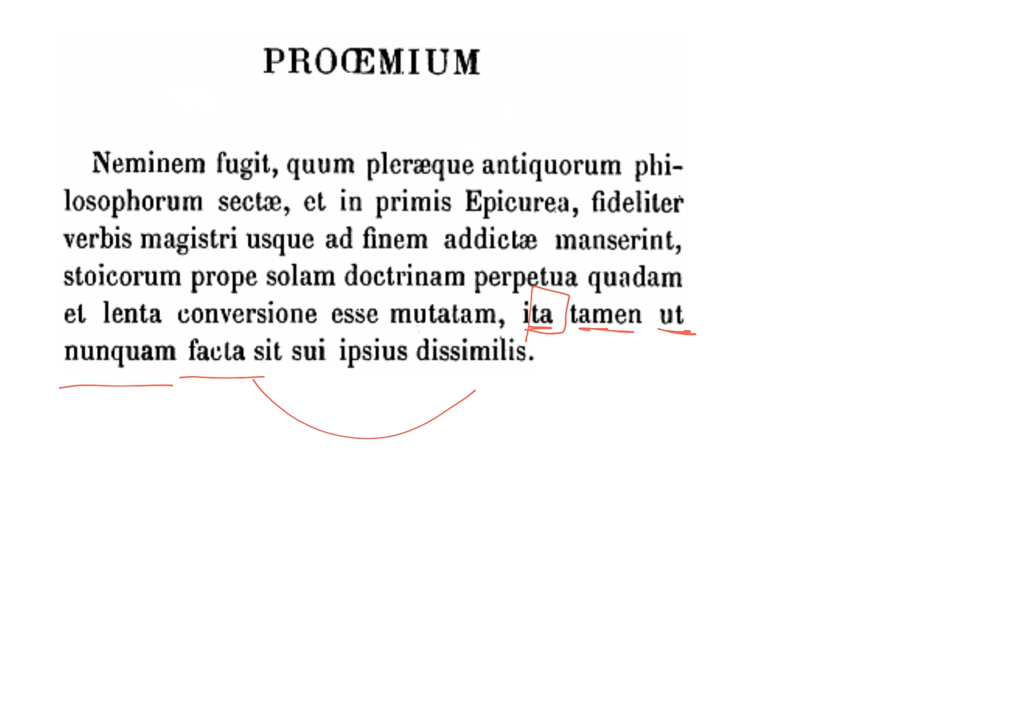 PROŒMIUM
Neminem fugit, quum pleræque antiquorum phi-
losophorum sectæ, et in primis Epicurea, fideliter
verbis magistri usque ad finem addictæ manserint,
stoicorum prope solam doctrinam perpetua quadam
et lenta conversione esse mutatam, ita tamen ut
nunquam facta sit sui ipsius dissimilis.